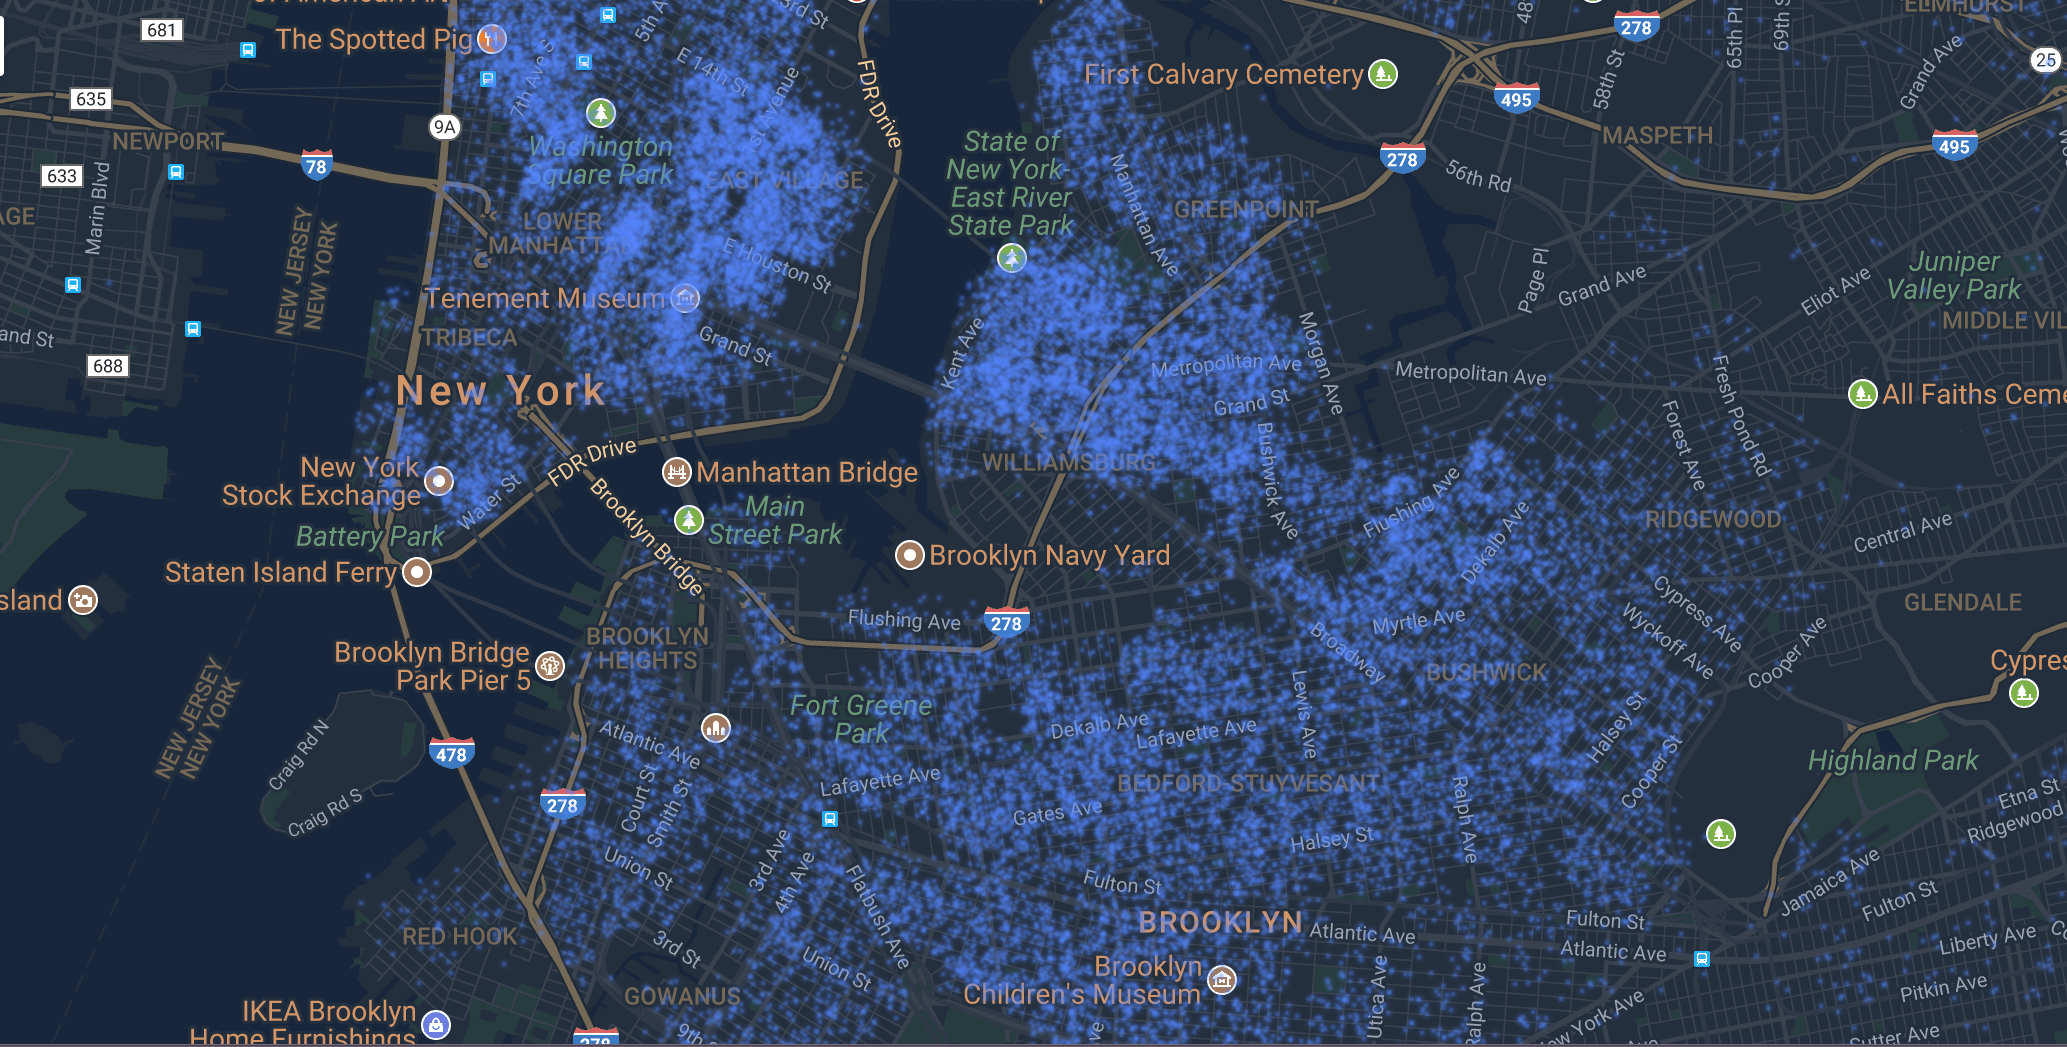 681
The Spotted Pig
5th A
3rd St
278
ELMHURST
65th Pl
69th S
48
25
Grand Ave
7th Ave S
E 14th St
FDR Drive
First Calvary Cemetery
495
58th St
635
NEWPORT
9A
78
Washington
Square Park
EAST VILLAGE
State of
New York-
East River
State Park
Manhattan Ave
278
56th Rd
MASPETH
495
633
Marin Blvd
AGE
LOWER
MANHATTA
E Houston St
GREENPOINT
Page Pl
Grand Ave
Eliot Ave
Juniper
Valley Park
NEW JERSEY
NEW YORK
Tenement Museum
TRIBECA
Grand St
Kent Ave
Morgan Ave
MIDDLE VIL
and St
688
New York
Metropolitan Ave
Metropolitan Ave
Grand St
Fresh Pond Rd
Forest Ave
All Faiths Ceme
New York
Stock Exchange
Water St
FDR Drive
Manhattan Bridge
WILLIAMSBURG
Bushwick Ave
Flushing Ave
Dekalb Ave
RIDGEWOOD
Central Ave
Battery Park
Brooklyn Bridge
Main
Street Park
Staten Island Ferry
Brooklyn Navy Yard
sland
Flushing Ave
278
Myrtle Ave
Broadway
Cypress Ave
Wyckoff Ave
GLENDALE
Cooper Ave
BROOKLYN
HEIGHTS
Brooklyn Bridge
Park Pier 5
BUSHWICK
Cypres
NEW JERSEY
NEW YORK
Fort Greene
Park
Dekalb Ave
Lafayette Ave
Lewis Ave
Halsey St
Craig Rd N
478
Atlantic Ave
Cooper St
Highland Park
Craig Rd S
278
Court St
Smith St
Lafayette Ave
BEDFORD-STUYVESANT
Gates Ave
Halsey St
Ralph Ave
Etna St
Ridgewood
Union St
3rd Ave
4th Ave
Flatbush Ave
Fulton St
Jamaica Ave
Fulton St
RED HOOK
3rd St
Union St
BROOKLYN
Atlantic Ave
Fulton St
Atlantic Ave
Liberty Ave
Brooklyn
Children's Museum
Utica Ave
Ralph Ave
Pitkin Ave
GOWANUS
IKEA Brooklyn
Home Furnishings
278
9th
Sutter Ave